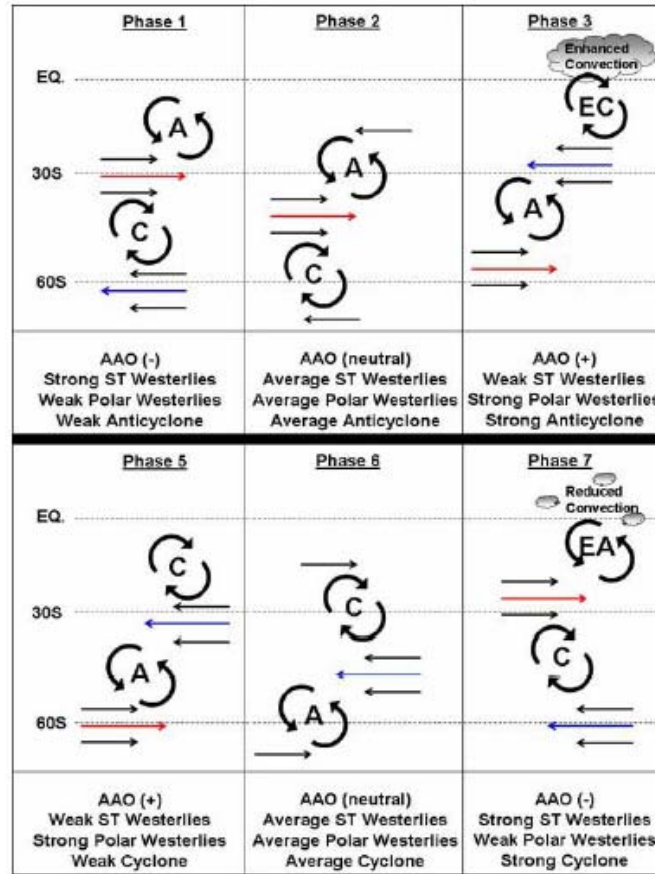 Phase 1
Phase 2
Phase 3
Enhanced
Convection
EQ.
EC
A
A
30S
A
C
C
60S
AAO (-)
Strong ST Westerlies
Weak Polar Westerlies
Weak Anticyclone
AAO (neutral)
Average ST Westerlies
Average Polar Westerlies
Average Anticyclone
AAO (+)
Weak ST Westerlies
Strong Polar Westerlies
Strong Anticyclone
Phase 5
Phase 6
Phase 7
Reduced
Convection
EQ.
EA
C
C
30S
C
A
A
60S
AAO (+)
Weak ST Westerlies
Strong Polar Westerlies
Weak Cyclone
AAO (neutral)
Average ST Westerlies
Average Polar Westerlies
Average Cyclone
AAO (-)
Strong ST Westerlies
Weak Polar Westerlies
Strong Cyclone